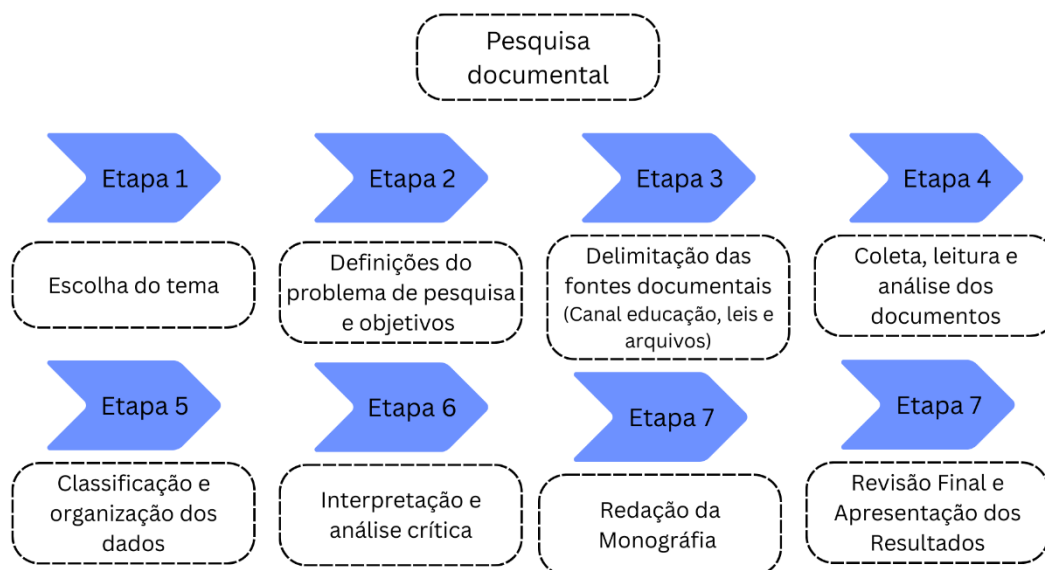 Pesquisa
documental
Etapa 1
Etapa 2
Etapa 3
Etapa 4
Escolha do tema
Definições do
problema de pesquisa
e objetivos
Delimitação das
fontes documentais
(Canal educação, leis e
arquivos)
Coleta, leitura e
análise dos
documentos
Etapa 5
Etapa 6
Etapa 7
Etapa 7
Classificação e
organização dos
dados
Interpretação e
análise crítica
Redação da
Monográfia
Revisão Final e
Apresentação dos
Resultados